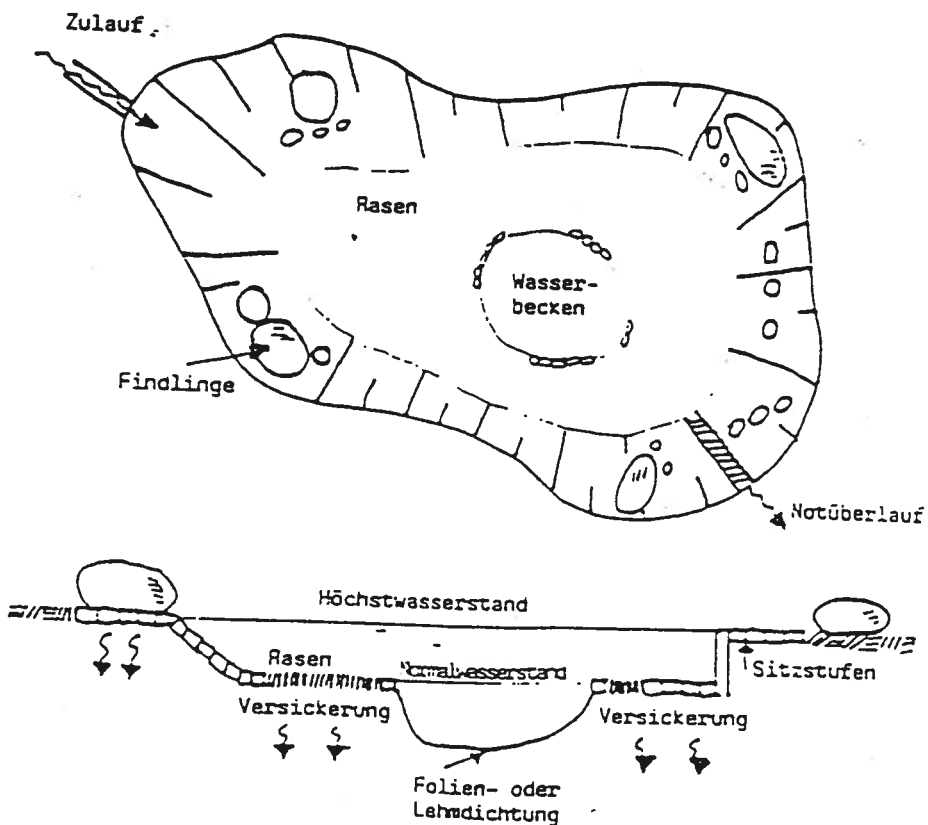 Zulauf
Rasen
Wasser-
becken
Findlinge
Notüberlauf
Höchstwasserstand
Rasen
Normalwasserstand
Sitzstufen
Versickerung
Versickerung
Folien- oder
Lehmdichtung